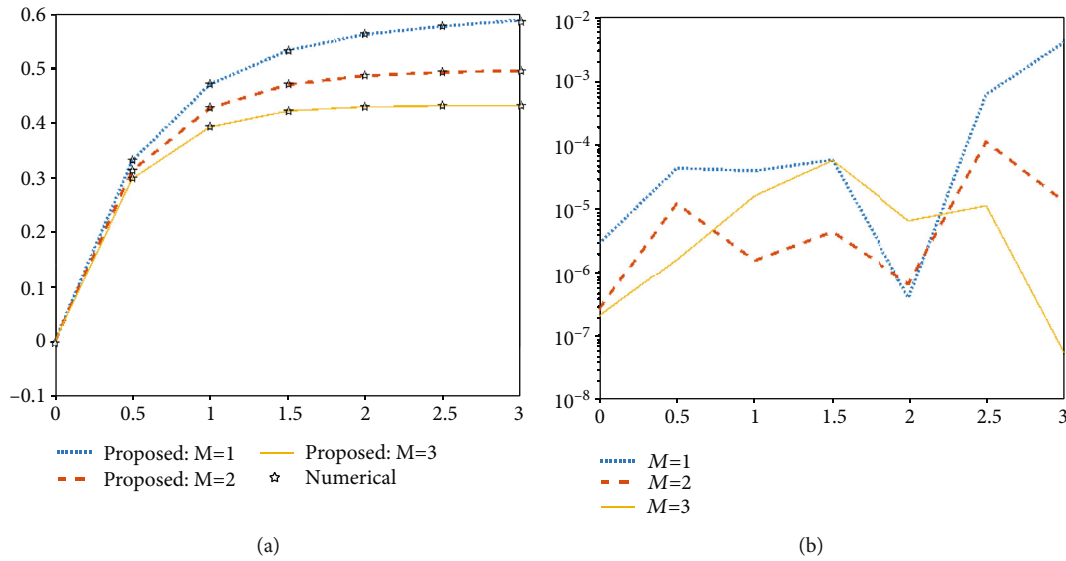 0.6
0.5
0.4
0.3
0.2
0.1
0
–0.1
0 0.5 1 1.5 2 2.5 3
Proposed: M=1
Proposed: M=2
Proposed: M=3
Numerical
(a)
10⁻²
10⁻³
10⁻⁴
10⁻⁵
10⁻⁶
10⁻⁷
10⁻⁸
0 0.5 1 1.5 2 2.5 3
M=1
M=2
M=3
(b)